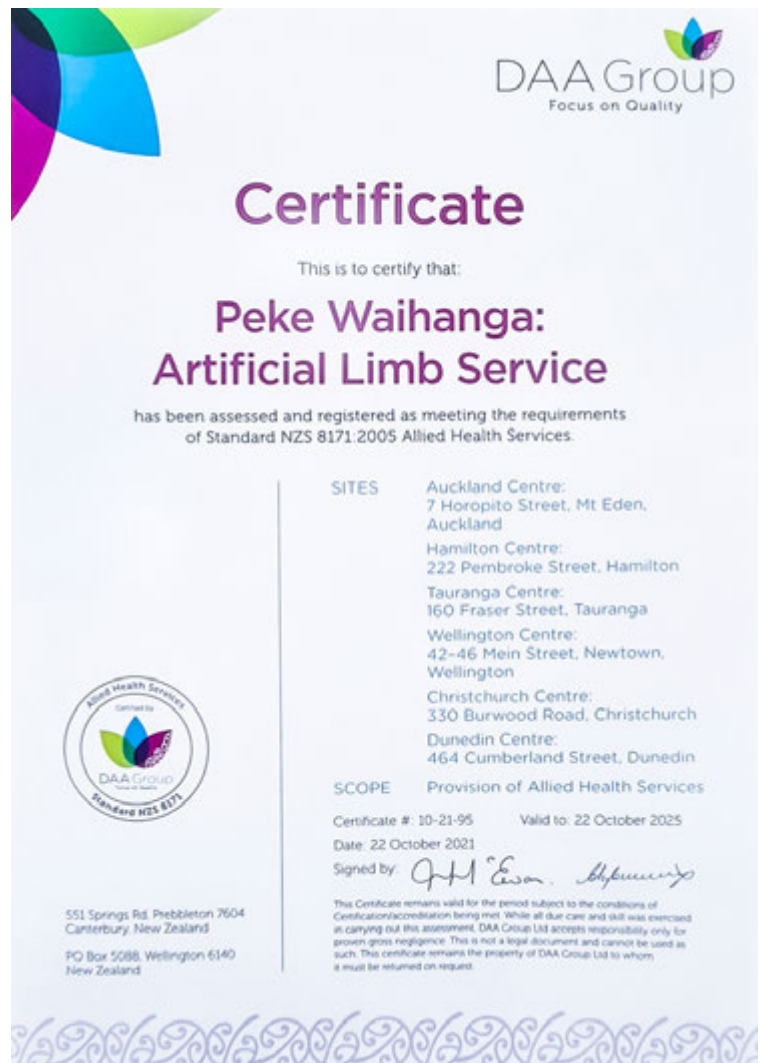 DAA Group
Focus on Quality
Certificate
This is to certify that:
Peke Waihanga:
Artificial Limb Service
has been assessed and registered as meeting the requirements
of Standard NZS 8171:2005 Allied Health Services.
SITES
Auckland Centre:
7 Horopito Street, Mt Eden,
Auckland
Hamilton Centre:
222 Pembroke Street, Hamilton
Tauranga Centre:
160 Fraser Street, Tauranga
Wellington Centre:
42-46 Mein Street, Newtown,
Wellington
Christchurch Centre:
330 Burwood Road, Christchurch
Dunedin Centre:
464 Cumberland Street, Dunedin
SCOPE Provision of Allied Health Services
Certificate #: 10-21-95 Valid to: 22 October 2025
Date: 22 October 2021
Signed by:
This Certificate remains valid for the period subject to the conditions of
Certification/accreditation being met. While all due care and skill was exercised
in carrying out this assessment, DAA Group Ltd accepts responsibility only for
proven gross negligence. This is not a legal document and cannot be used as
such. This certificate remains the property of DAA Group Ltd to whom
it must be returned on request.
Allied Health Services
Certified by
DAA Group
Focus on Quality
Standard NZS 8171
551 Springs Rd, Prebbleton 7604
Canterbury, New Zealand
PO Box 5088, Wellington 6140
New Zealand